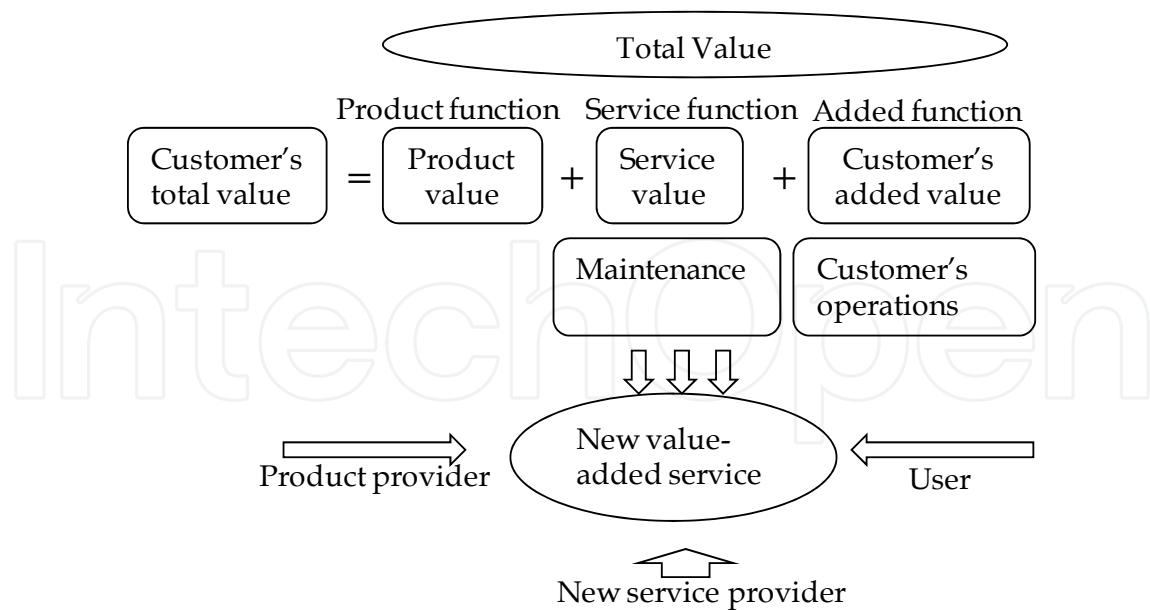 Total Value
Product function
Service function
Added function
Customer's
total value
=
Product
value
+
Service
value
+
Customer's
added value
Maintenance
Customer's
operations
New value-
added service
Product provider
User
New service provider
IntechOpen